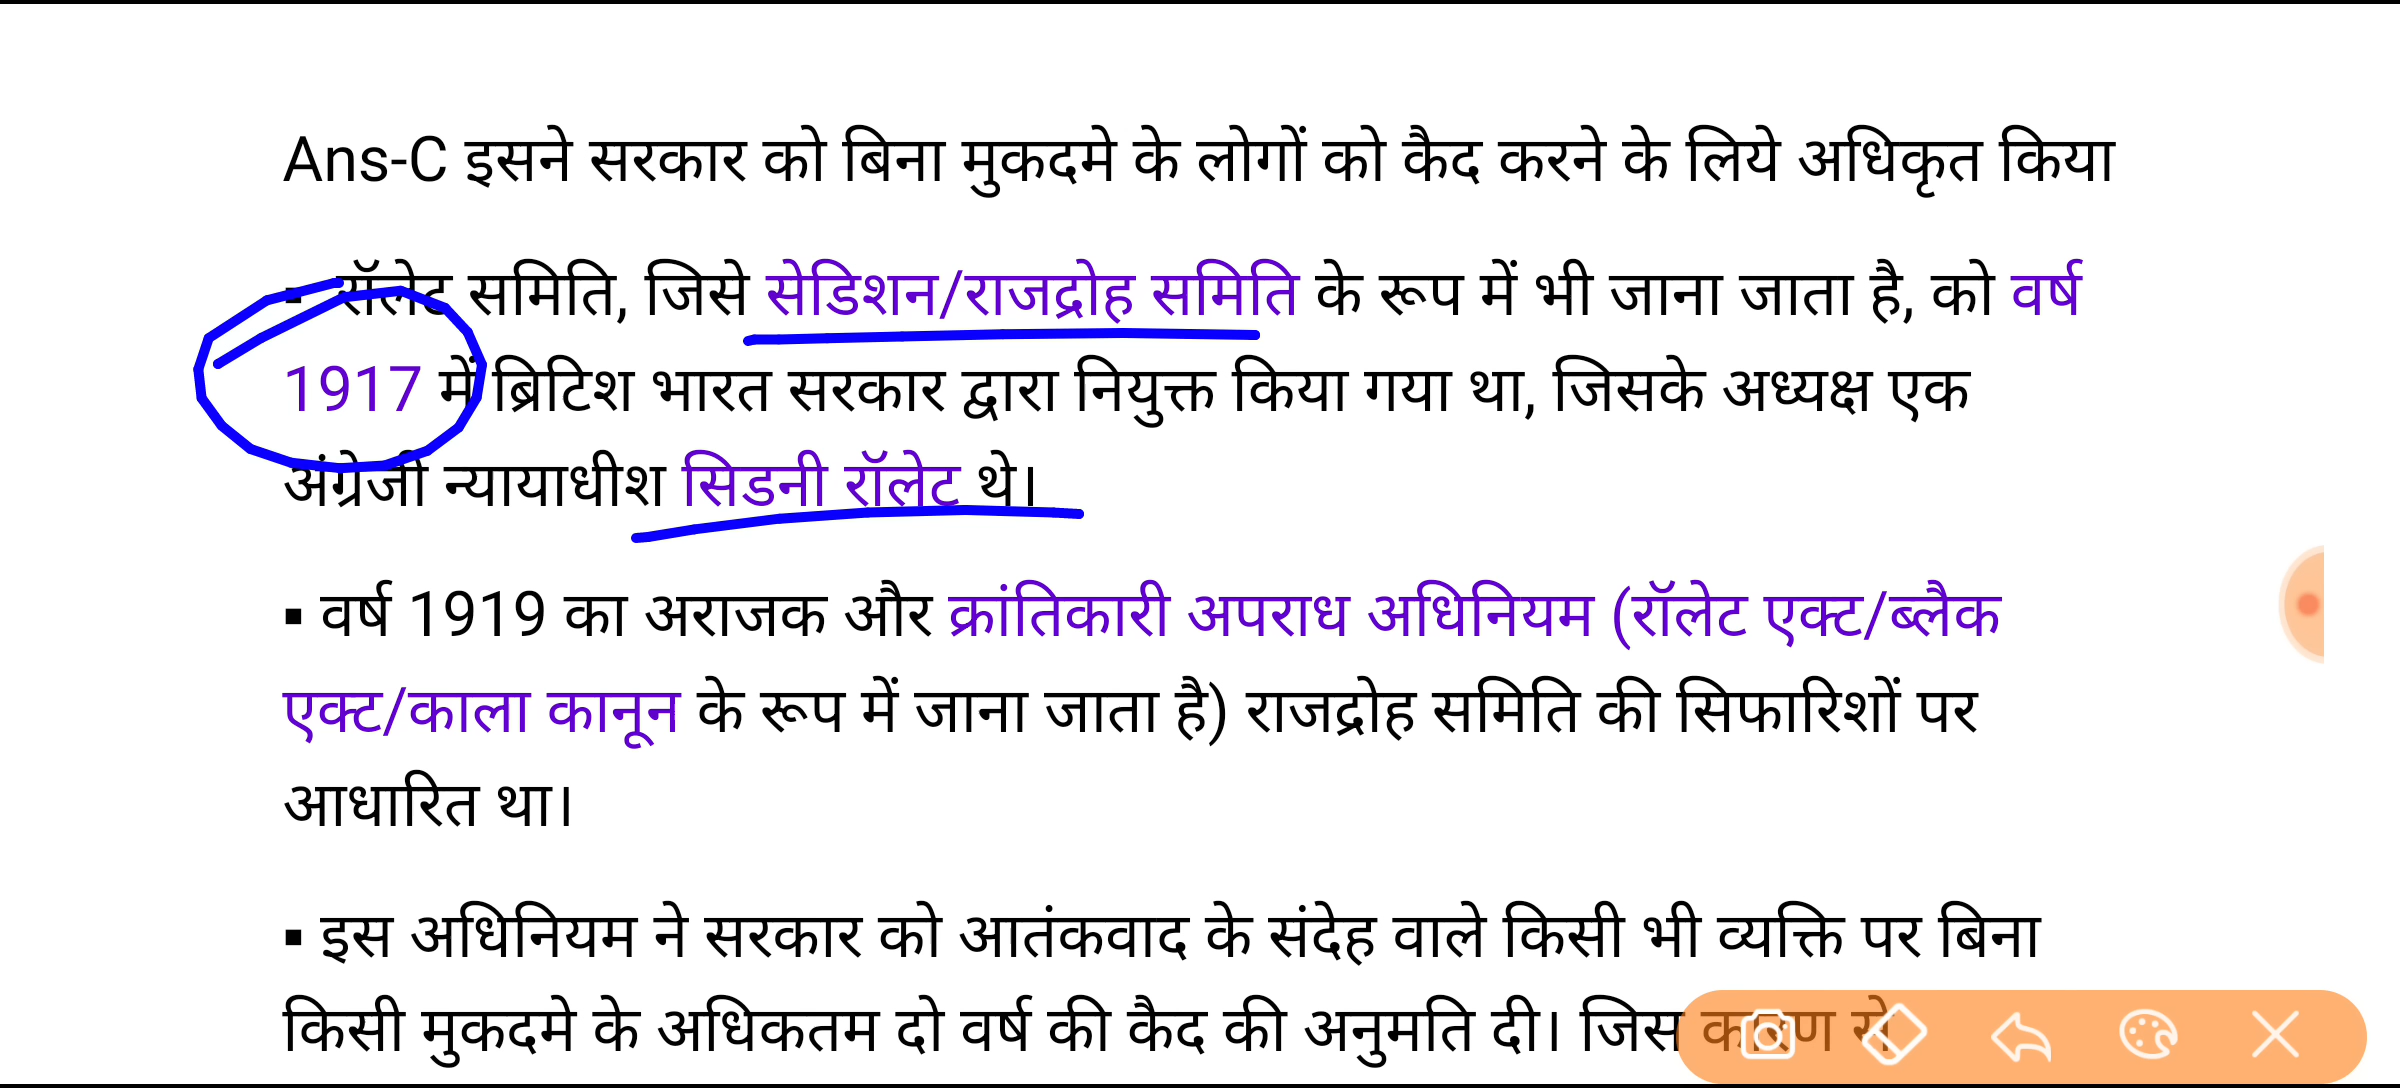 Ans-C इसने सरकार को बिना मुकदमे के लोगों को कैद करने के लिये अधिकृत किया
▪ रॉलेट समिति, जिसे सेडिशन/राजद्रोह समिति के रूप में भी जाना जाता है, को वर्ष
1917 में ब्रिटिश भारत सरकार द्वारा नियुक्त किया गया था, जिसके अध्यक्ष एक
अंग्रेजी न्यायाधीश सिडनी रॉलेट थे।
▪ वर्ष 1919 का अराजक और क्रांतिकारी अपराध अधिनियम (रॉलेट एक्ट/ब्लैक
एक्ट/काला कानून के रूप में जाना जाता है) राजद्रोह समिति की सिफारिशों पर
आधारित था।
▪ इस अधिनियम ने सरकार को आतंकवाद के संदेह वाले किसी भी व्यक्ति पर बिना
किसी मुकदमे के अधिकतम दो वर्ष की कैद की अनुमति दी। जिस कारण से